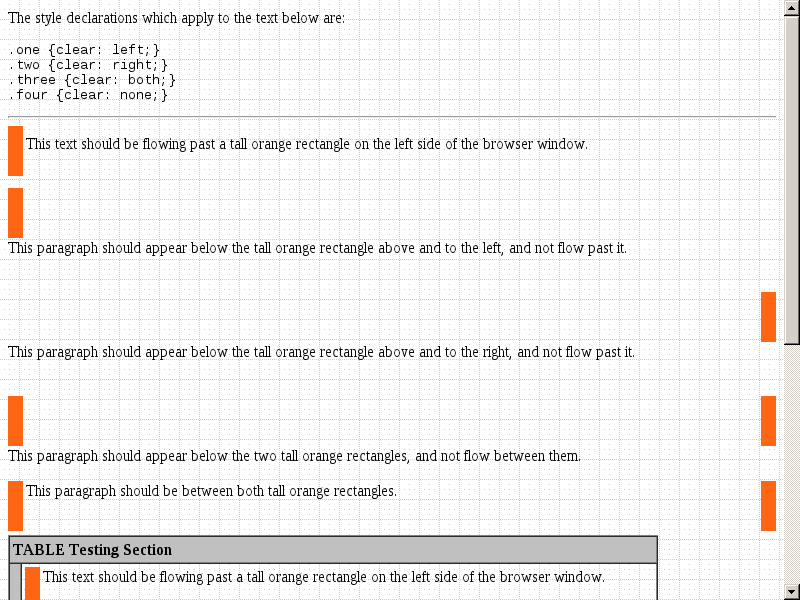 The style declarations which apply to the text below are:
.one {clear: left;}
.two {clear: right;}
.three {clear: both;}
.four {clear: none;}
This text should be flowing past a tall orange rectangle on the left side of the browser window.
This paragraph should appear below the tall orange rectangle above and to the left, and not flow past it.
This paragraph should appear below the tall orange rectangle above and to the right, and not flow past it.
This paragraph should appear below the two tall orange rectangles, and not flow between them.
This paragraph should be between both tall orange rectangles.
TABLE Testing Section
This text should be flowing past a tall orange rectangle on the left side of the browser window.